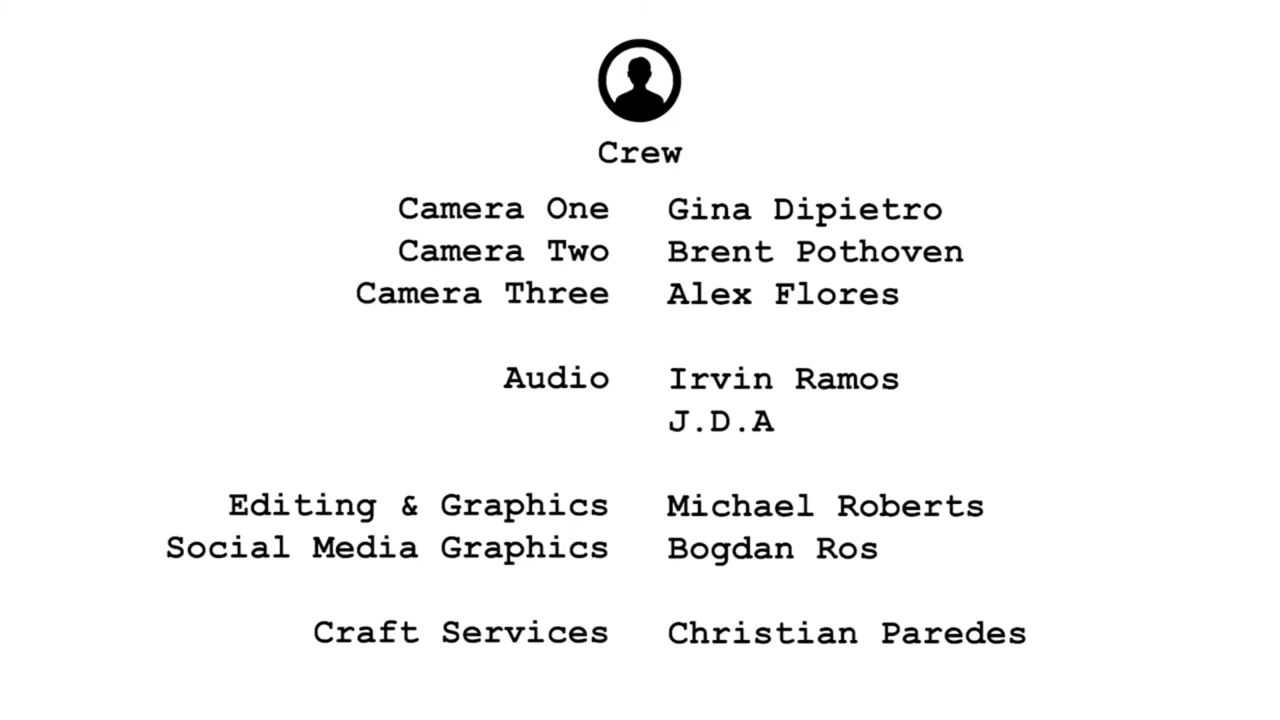 Crew
Camera One Gina Dipietro
Camera Two Brent Pothoven
Camera Three Alex Flores
Audio Irvin Ramos
J.D.A
Editing & Graphics Michael Roberts
Social Media Graphics Bogdan Ros
Craft Services Christian Paredes